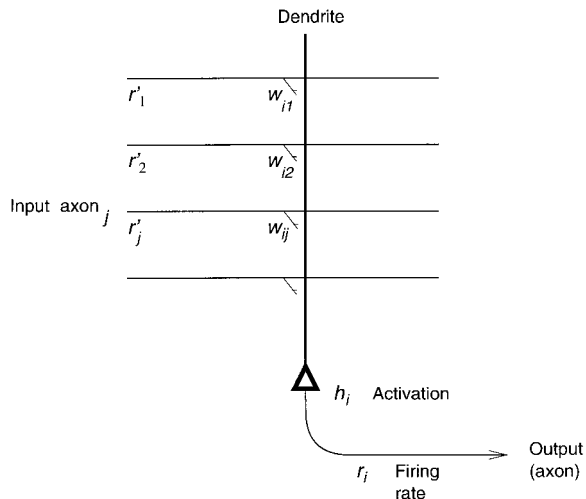 Dendrite
r'1 wi1
r'2 wi2
Input axon j
r'j wij
hi Activation
Output
(axon)
ri Firing
rate